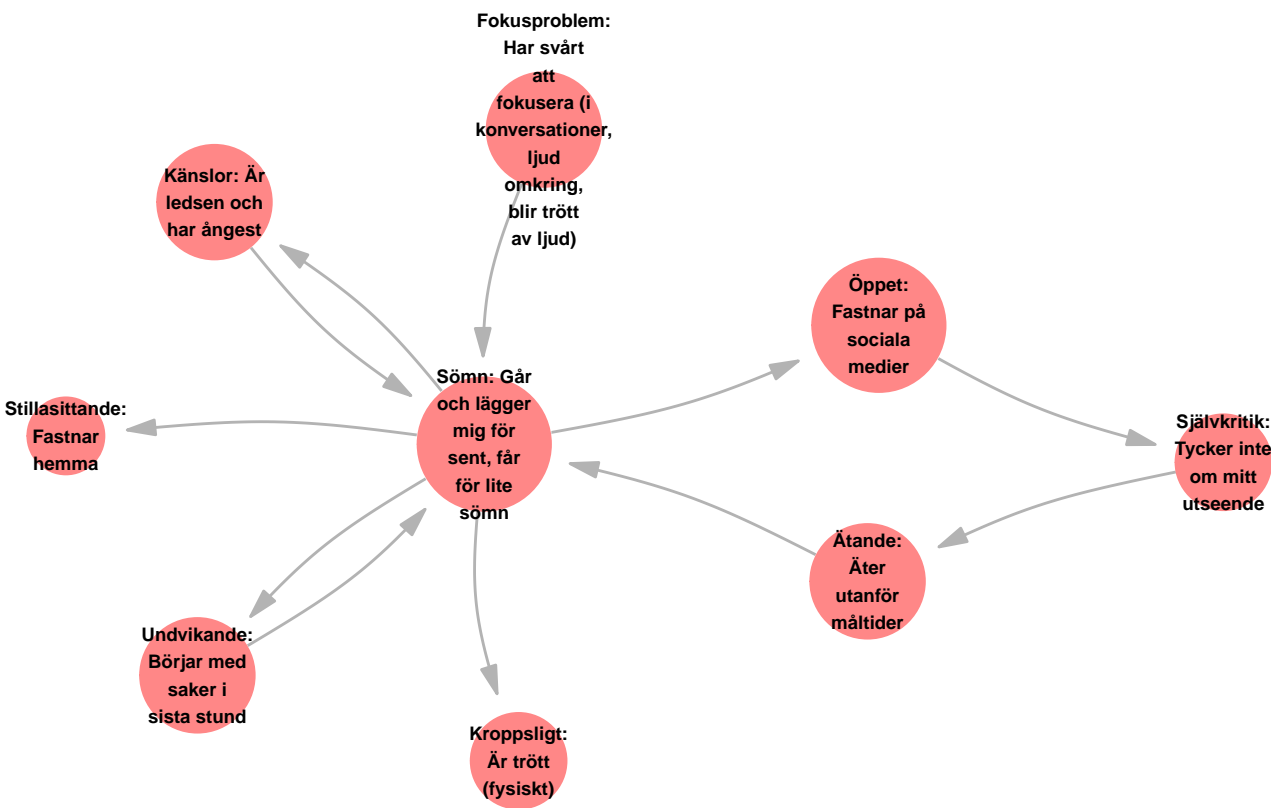 Fokusproblem:
Har svårt
att
fokusera (i
konversationer,
ljud
omkring,
blir trött
av ljud)
Känslor: Är
ledsen och
har ångest
Öppet:
Fastnar på
sociala
medier
Sömn: Går
och lägger
mig för
sent, får
för lite
sömn
Stillasittande:
Fastnar
hemma
Självkritik:
Tycker inte
om mitt
utseende
Ätande:
Äter
utanför
måltider
Undvikande:
Börjar med
saker i
sista stund
Kroppsligt:
Är trött
(fysiskt)